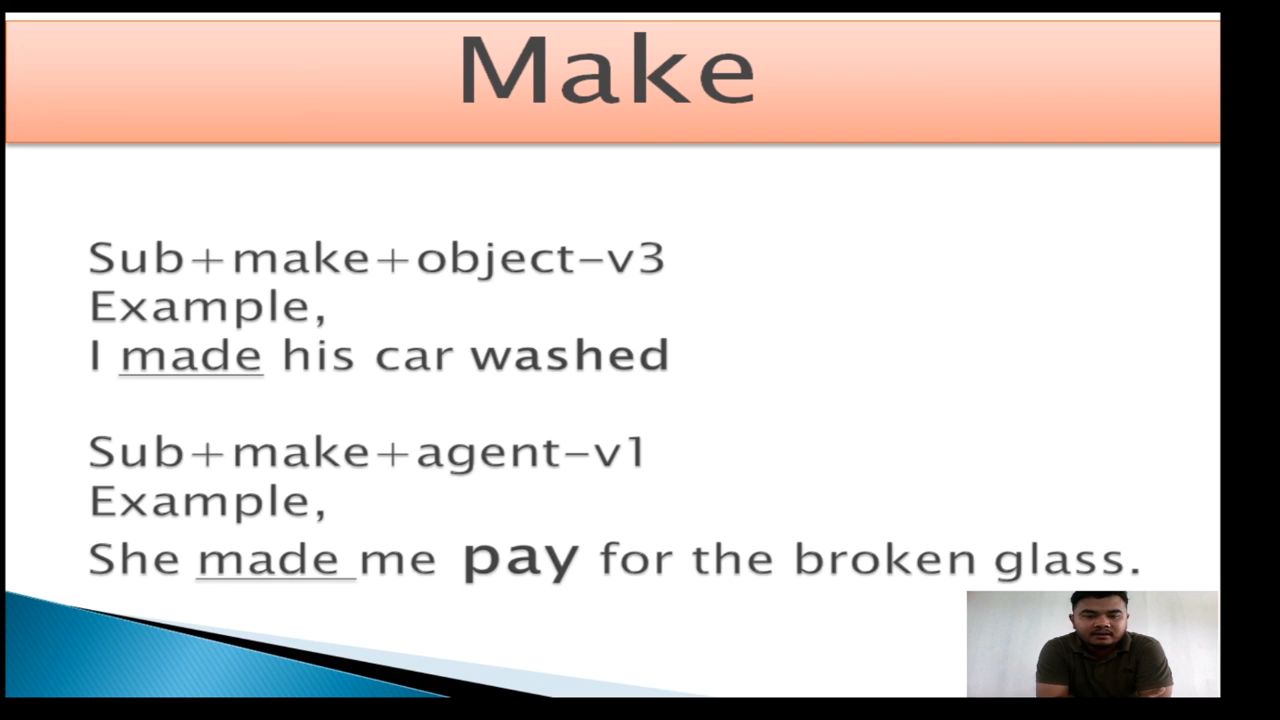 Make
Sub+make+object-v3
Example,
I made his car washed
Sub+make+agent-v1
Example,
She made me pay for the broken glass.